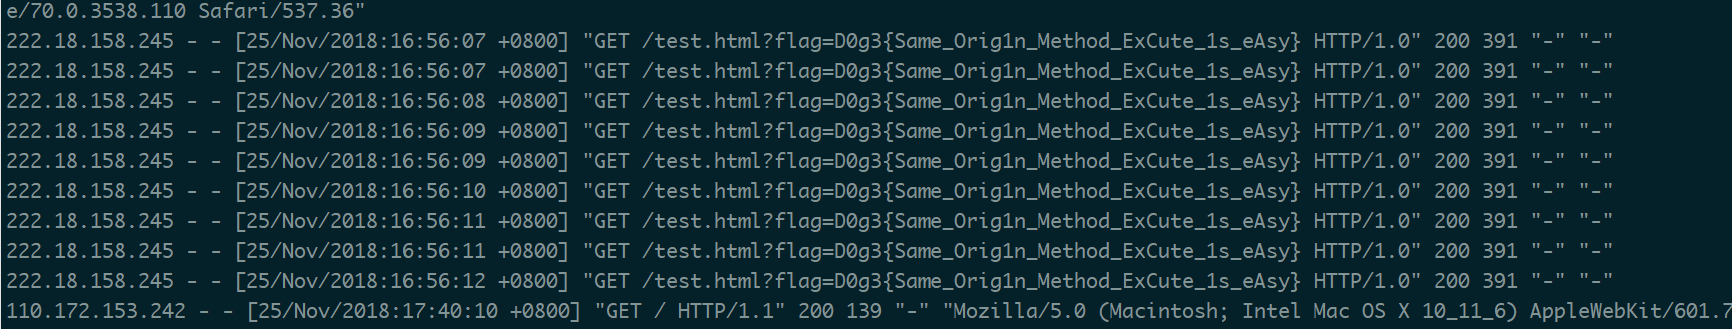 e/70.0.3538.110 Safari/537.36"
222.18.158.245 - - [25/Nov/2018:16:56:07 +0800] "GET /test.html?flag=D0g3{Same_Orig1n_Method_ExCute_1s_eAsy} HTTP/1.0" 200 391 "-" "-"
222.18.158.245 - - [25/Nov/2018:16:56:07 +0800] "GET /test.html?flag=D0g3{Same_Orig1n_Method_ExCute_1s_eAsy} HTTP/1.0" 200 391 "-" "-"
222.18.158.245 - - [25/Nov/2018:16:56:08 +0800] "GET /test.html?flag=D0g3{Same_Orig1n_Method_ExCute_1s_eAsy} HTTP/1.0" 200 391 "-" "-"
222.18.158.245 - - [25/Nov/2018:16:56:09 +0800] "GET /test.html?flag=D0g3{Same_Orig1n_Method_ExCute_1s_eAsy} HTTP/1.0" 200 391 "-" "-"
222.18.158.245 - - [25/Nov/2018:16:56:09 +0800] "GET /test.html?flag=D0g3{Same_Orig1n_Method_ExCute_1s_eAsy} HTTP/1.0" 200 391 "-" "-"
222.18.158.245 - - [25/Nov/2018:16:56:10 +0800] "GET /test.html?flag=D0g3{Same_Orig1n_Method_ExCute_1s_eAsy} HTTP/1.0" 200 391 "-" "-"
222.18.158.245 - - [25/Nov/2018:16:56:11 +0800] "GET /test.html?flag=D0g3{Same_Orig1n_Method_ExCute_1s_eAsy} HTTP/1.0" 200 391 "-" "-"
222.18.158.245 - - [25/Nov/2018:16:56:11 +0800] "GET /test.html?flag=D0g3{Same_Orig1n_Method_ExCute_1s_eAsy} HTTP/1.0" 200 391 "-" "-"
222.18.158.245 - - [25/Nov/2018:16:56:12 +0800] "GET /test.html?flag=D0g3{Same_Orig1n_Method_ExCute_1s_eAsy} HTTP/1.0" 200 391 "-" "-"
110.172.153.242 - - [25/Nov/2018:17:40:10 +0800] "GET / HTTP/1.1" 200 139 "-" "Mozilla/5.0 (Macintosh; Intel Mac OS X 10_11_6) AppleWebKit/601.7